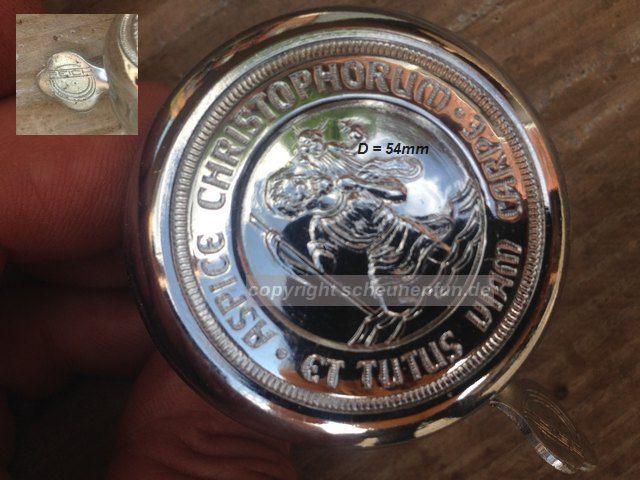 D = 54mm
• ASPICE CHRISTOPHORUM • ET TUTUS VIAM CARPE
copyright scheunenfun.de